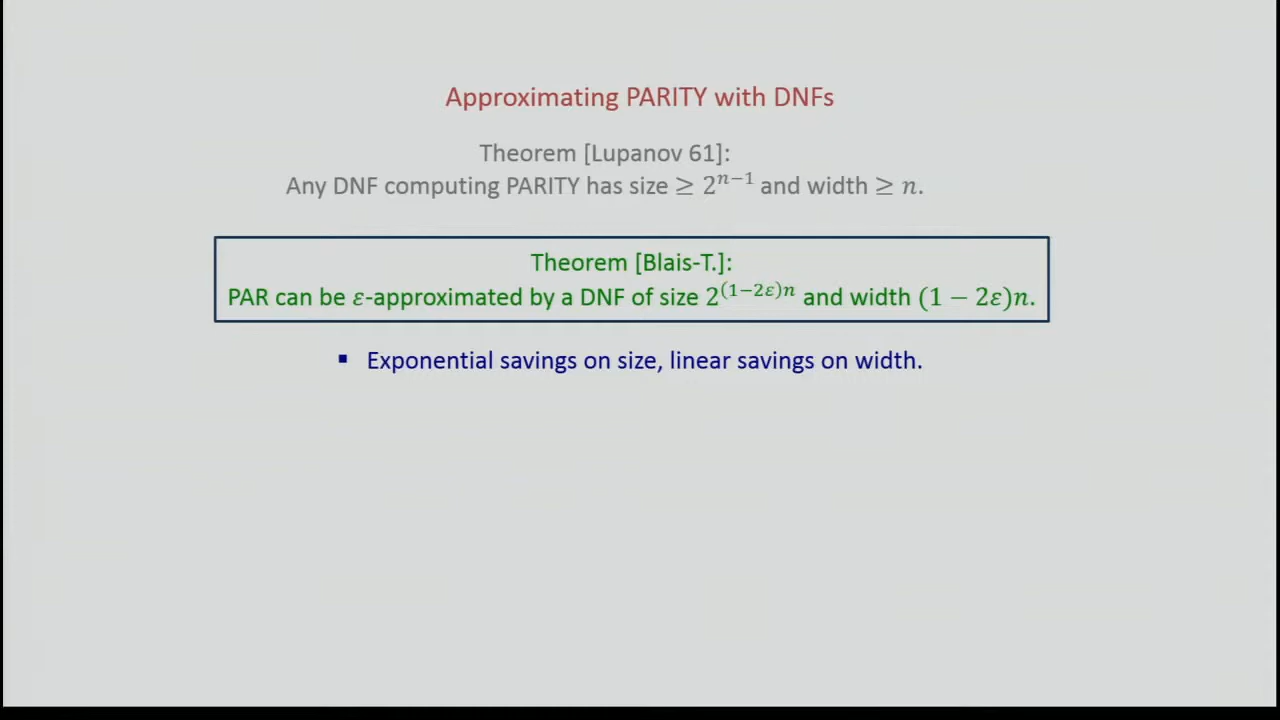 Approximating PARITY with DNFs
Theorem [Lupanov 61]:
Any DNF computing PARITY has size ≥ 2^{n−1} and width ≥ n.
Theorem [Blais-T.]:
PAR can be ε-approximated by a DNF of size 2^{(1−2ε)n} and width (1 − 2ε)n.
▪ Exponential savings on size, linear savings on width.